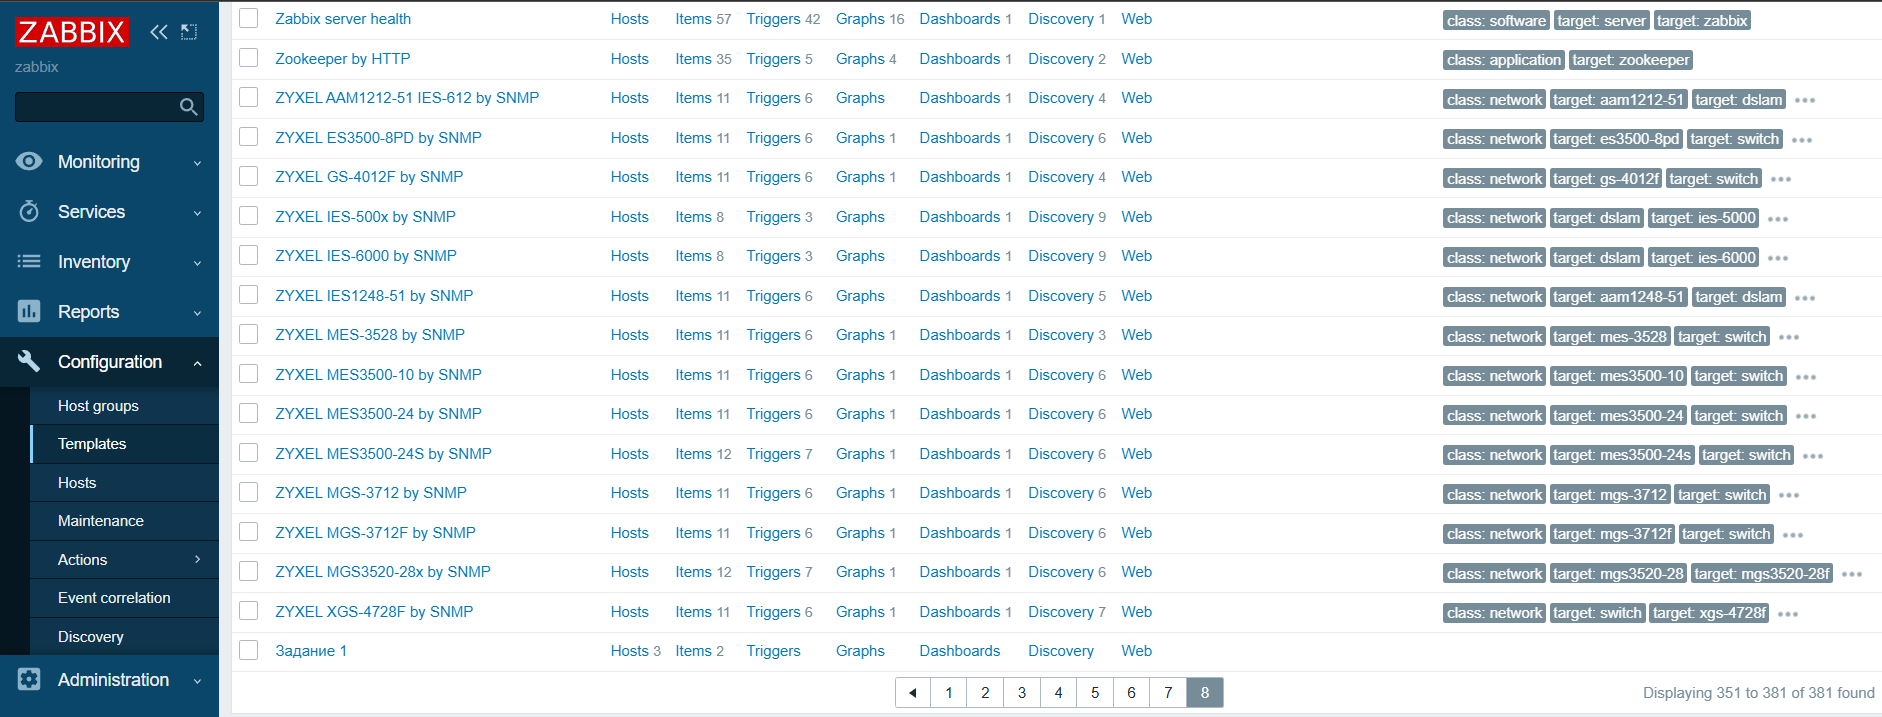 ZABBIX
zabbix
Monitoring
Services
Inventory
Reports
Configuration
Host groups
Templates
Hosts
Maintenance
Actions
Event correlation
Discovery
Administration
Zabbix server health Hosts Items 57 Triggers 42 Graphs 16 Dashboards 1 Discovery 1 Web class: software target: server target: zabbix
Zookeeper by HTTP Hosts Items 35 Triggers 5 Graphs 4 Dashboards 1 Discovery 2 Web class: application target: zookeeper
ZYXEL AAM1212-51 IES-612 by SNMP Hosts Items 11 Triggers 6 Graphs Dashboards 1 Discovery 4 Web class: network target: aam1212-51 target: dslam •••
ZYXEL ES3500-8PD by SNMP Hosts Items 11 Triggers 6 Graphs 1 Dashboards 1 Discovery 6 Web class: network target: es3500-8pd target: switch •••
ZYXEL GS-4012F by SNMP Hosts Items 11 Triggers 6 Graphs 1 Dashboards 1 Discovery 4 Web class: network target: gs-4012f target: switch •••
ZYXEL IES-500x by SNMP Hosts Items 8 Triggers 3 Graphs Dashboards 1 Discovery 9 Web class: network target: dslam target: ies-5000 •••
ZYXEL IES-6000 by SNMP Hosts Items 8 Triggers 3 Graphs Dashboards 1 Discovery 9 Web class: network target: dslam target: ies-6000 •••
ZYXEL IES1248-51 by SNMP Hosts Items 11 Triggers 6 Graphs Dashboards 1 Discovery 5 Web class: network target: aam1248-51 target: dslam •••
ZYXEL MES-3528 by SNMP Hosts Items 11 Triggers 6 Graphs 1 Dashboards 1 Discovery 3 Web class: network target: mes-3528 target: switch •••
ZYXEL MES3500-10 by SNMP Hosts Items 11 Triggers 6 Graphs 1 Dashboards 1 Discovery 6 Web class: network target: mes3500-10 target: switch •••
ZYXEL MES3500-24 by SNMP Hosts Items 11 Triggers 6 Graphs 1 Dashboards 1 Discovery 6 Web class: network target: mes3500-24 target: switch •••
ZYXEL MES3500-24S by SNMP Hosts Items 12 Triggers 7 Graphs 1 Dashboards 1 Discovery 6 Web class: network target: mes3500-24s target: switch •••
ZYXEL MGS-3712 by SNMP Hosts Items 11 Triggers 6 Graphs 1 Dashboards 1 Discovery 6 Web class: network target: mgs-3712 target: switch •••
ZYXEL MGS-3712F by SNMP Hosts Items 11 Triggers 6 Graphs 1 Dashboards 1 Discovery 6 Web class: network target: mgs-3712f target: switch •••
ZYXEL MGS3520-28x by SNMP Hosts Items 12 Triggers 7 Graphs 1 Dashboards 1 Discovery 6 Web class: network target: mgs3520-28 target: mgs3520-28f •••
ZYXEL XGS-4728F by SNMP Hosts Items 11 Triggers 6 Graphs 1 Dashboards 1 Discovery 7 Web class: network target: switch target: xgs-4728f •••
Задание 1 Hosts 3 Items 2 Triggers Graphs Dashboards Discovery Web
1 2 3 4 5 6 7 8
Displaying 351 to 381 of 381 found